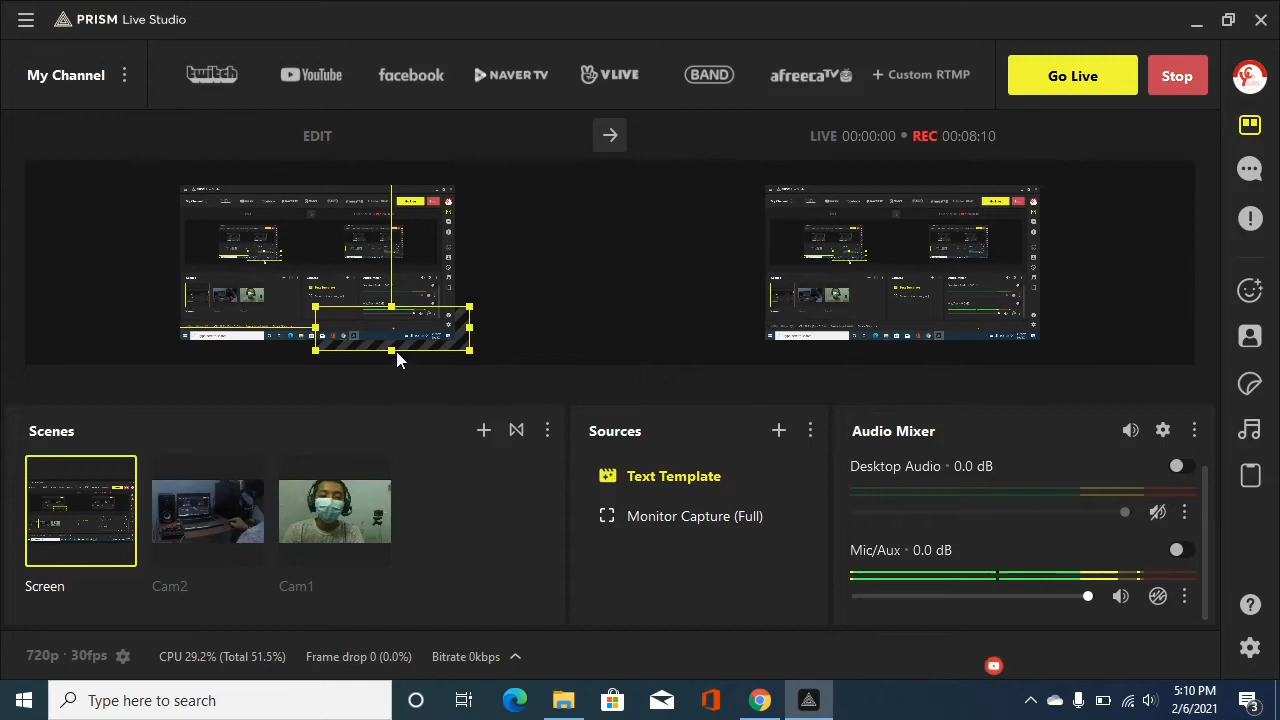 PRISM Live Studio
My Channel
twitch
YouTube
facebook
NAVER TV
VLIVE
BAND
afreecaTV
+ Custom RTMP
Go Live
Stop
EDIT
LIVE 00:00:00 • REC 00:08:10
Scenes
Screen
Cam2
Cam1
Sources
Text Template
Monitor Capture (Full)
Audio Mixer
Desktop Audio • 0.0 dB
Mic/Aux • 0.0 dB
720p · 30fps
CPU 29.2% (Total 51.5%)
Frame drop 0 (0.0%)
Bitrate 0kbps
Type here to search
5:10 PM
2/6/2021
3